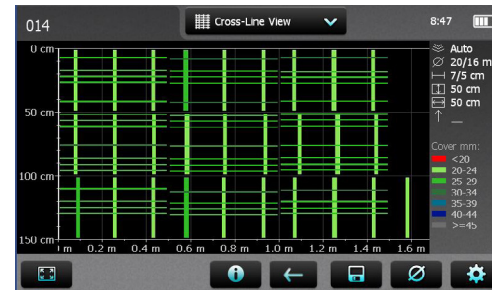 014
Cross-Line View
8:47
0 cm
50 cm
100 cm
150 cm
m 0.2 m 0.4 m 0.6 m 0.8 m 1.0 m 1.2 m 1.4 m 1.6 m
Auto
Ø 20/16 m
7/5 cm
50 cm
50 cm
↑ __
Cover mm:
<20
20-24
25-29
30-34
35-39
40-44
>=45